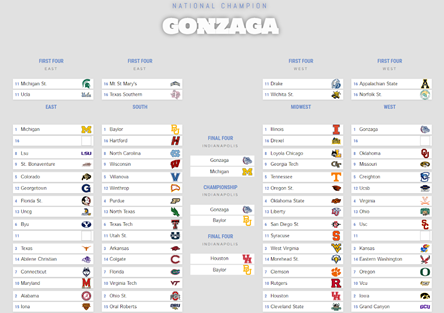 NATIONAL CHAMPION
GONZAGA
FIRST FOUR
EAST
11 Michigan St.
11 Ucla
FIRST FOUR
EAST
16 Mt St Mary's
16 Texas Southern
FIRST FOUR
WEST
11 Drake
11 Wichita St.
FIRST FOUR
WEST
16 Appalachian State
16 Norfolk St.
EAST
1 Michigan
16
8 Lsu
9 St. Bonaventure
5 Colorado
12 Georgetown
4 Florida St
13 Uncg
6 Byu
11
3 Texas
14 Abilene Christian
7 Connecticut
10 Maryland
2 Alabama
15 Iona
SOUTH
1 Baylor
16 Hartford
8 North Carolina
9 Wisconsin
5 Villanova
12 Winthrop
4 Purdue
13 North Texas
6 Texas Tech
11 Utah St
3 Arkansas
14 Colgate
7 Florida
10 Virginia Tech
2 Ohio St
15 Oral Roberts
FINAL FOUR
INDIANAPOLIS
Gonzaga
Michigan
CHAMPIONSHIP
INDIANAPOLIS
Gonzaga
Baylor
FINAL FOUR
INDIANAPOLIS
Houston
Baylor
MIDWEST
1 Illinois
16 Drexel
8 Loyola Chicago
9 Georgia Tech
5 Tennessee
12 Oregon St
4 Oklahoma State
13 Liberty
6 San Diego St
11 Syracuse
3 West Virginia
14 Morehead St
7 Clemson
10 Rutgers
2 Houston
15 Cleveland State
WEST
1 Gonzaga
16
8 Oklahoma
9 Missouri
5 Creighton
12 Ucsb
4 Virginia
13 Ohio
6 Usc
11
3 Kansas
14 Eastern Washington
7 Oregon
10 Vcu
2 Iowa
15 Grand Canyon